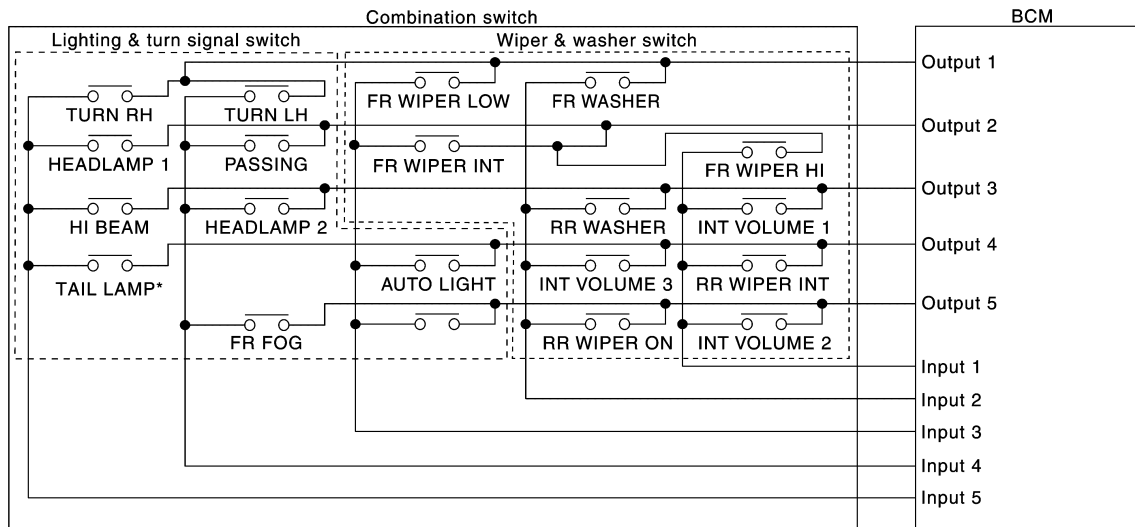 Combination switch
BCM
Lighting & turn signal switch
Wiper & washer switch
Output 1
TURN RH
TURN LH
FR WIPER LOW
FR WASHER
Output 2
HEADLAMP 1
PASSING
FR WIPER INT
FR WIPER HI
Output 3
HI BEAM
HEADLAMP 2
RR WASHER
INT VOLUME 1
Output 4
TAIL LAMP*
AUTO LIGHT
INT VOLUME 3
RR WIPER INT
Output 5
FR FOG
RR WIPER ON
INT VOLUME 2
Input 1
Input 2
Input 3
Input 4
Input 5